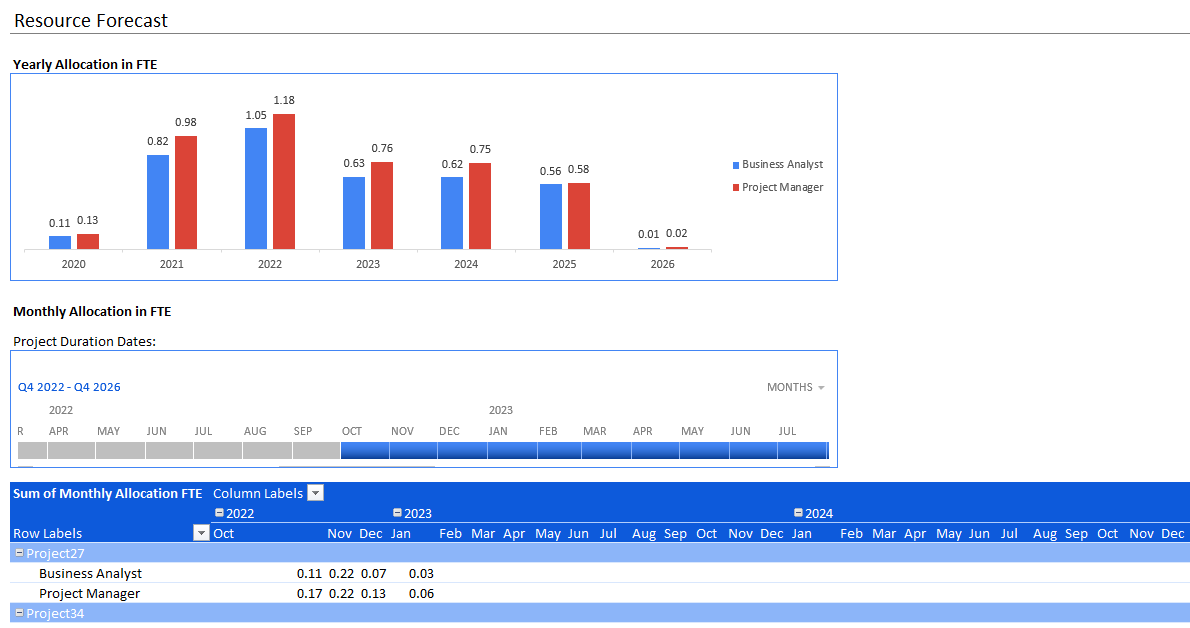 Resource Forecast
Yearly Allocation in FTE
1.18
1.05
0.98
0.82
0.76
0.75
0.63
0.62
0.56 0.58
0.11 0.13
0.01 0.02
Business Analyst
Project Manager
2020 2021 2022 2023 2024 2025 2026
Monthly Allocation in FTE
Project Duration Dates:
Q4 2022 - Q4 2026 MONTHS
2022 2023
R APR MAY JUN JUL AUG SEP OCT NOV DEC JAN FEB MAR APR MAY JUN JUL
Sum of Monthly Allocation FTE Column Labels
2022 2023 2024
Row Labels Oct Nov Dec Jan Feb Mar Apr May Jun Jul Aug Sep Oct Nov Dec Jan Feb Mar Apr May Jun Jul Aug Sep Oct Nov Dec
Project27
Business Analyst 0.11 0.22 0.07 0.03
Project Manager 0.17 0.22 0.13 0.06
Project34